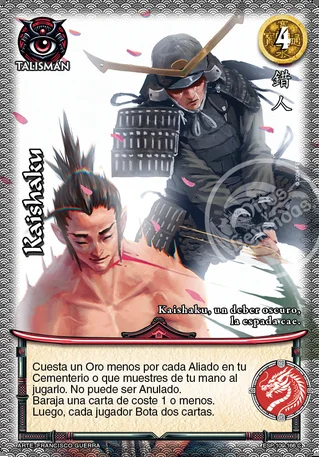 TALISMAN
4
錯
人
Kaishaku
Kaishaku, un deber oscuro,
la espada cae.
Cuesta un Oro menos por cada Aliado en tu
Cementerio o que muestres de tu mano al
jugarlo. No puede ser Anulado.
Baraja una carta de coste 1 o menos.
Luego, cada jugador Bota dos cartas.
ARTE: FRANCISCO GUERRA